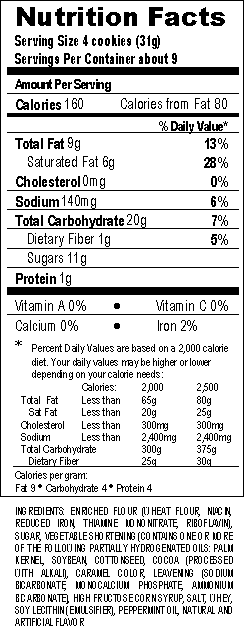 Nutrition Facts
Serving Size 4 cookies (31g)
Servings Per Container about 9
Amount Per Serving
Calories 160 Calories from Fat 80
% Daily Value*
Total Fat 9g 13%
Saturated Fat 6g 28%
Cholesterol 0mg 0%
Sodium 140mg 6%
Total Carbohydrate 20g 7%
Dietary Fiber 1g 5%
Sugars 11g
Protein 1g
Vitamin A 0% • Vitamin C 0%
Calcium 0% • Iron 2%
* Percent Daily Values are based on a 2,000 calorie
diet. Your daily values may be higher or lower
depending on your calorie needs:
Calories: 2,000 2,500
Total Fat Less than 65g 80g
Sat Fat Less than 20g 25g
Cholesterol Less than 300mg 300mg
Sodium Less than 2,400mg 2,400mg
Total Carbohydrate 300g 375g
Dietary Fiber 25g 30g
Calories per gram:
Fat 9 • Carbohydrate 4 • Protein 4
INGREDIENTS: ENRICHED FLOUR (WHEAT FLOUR, NIACIN,
REDUCED IRON, THIAMINE MONONITRATE, RIBOFLAVIN),
SUGAR, VEGETABLE SHORTENING (CONTAINS ONE OR MORE
OF THE FOLLOWING PARTIALLY HYDROGENATED OILS: PALM
KERNEL, SOYBEAN, COTTONSEED), COCOA (PROCESSED
WITH ALKALI), CARAMEL COLOR, LEAVENING (SODIUM
BICARBONATE, MONOCALCIUM PHOSPHATE, AMMONIUM
BICARBONATE), HIGH FRUCTOSE CORN SYRUP, SALT, WHEY,
SOY LECITHIN (EMULSIFIER), PEPPERMINT OIL, NATURAL AND
ARTIFICIAL FLAVOR